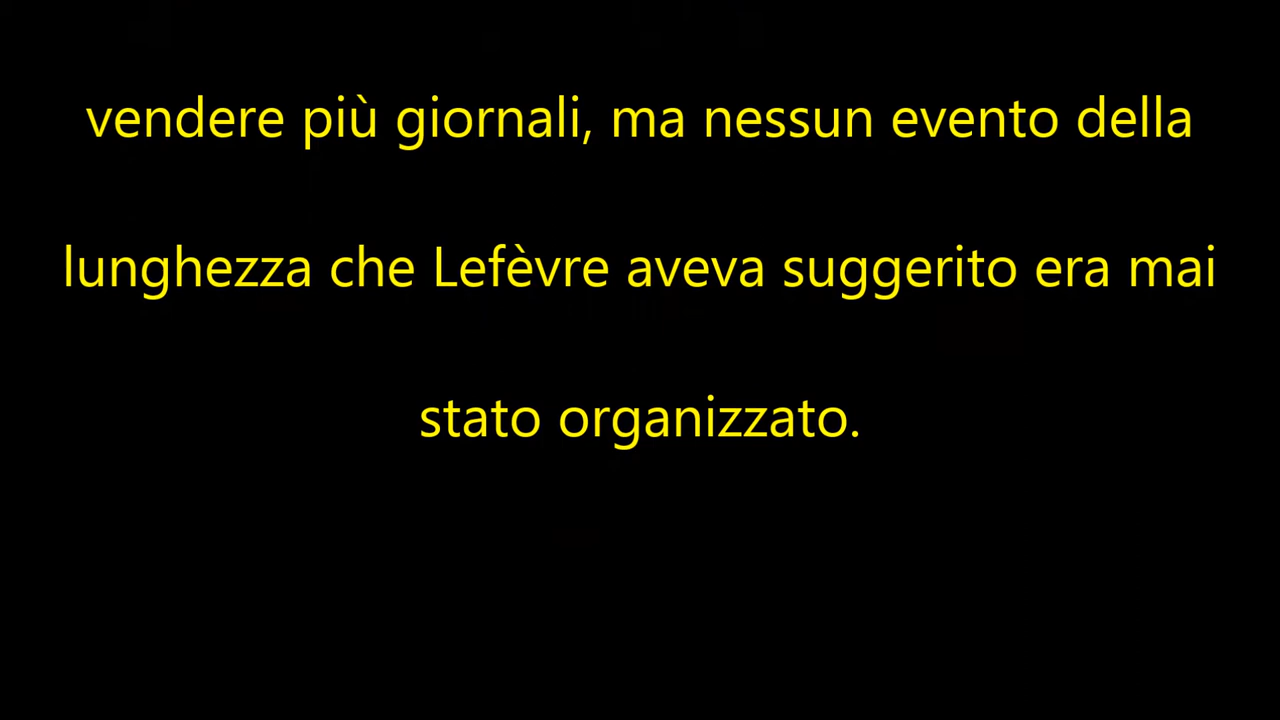 vendere più giornali, ma nessun evento della
lunghezza che Lefèvre aveva suggerito era mai
stato organizzato.